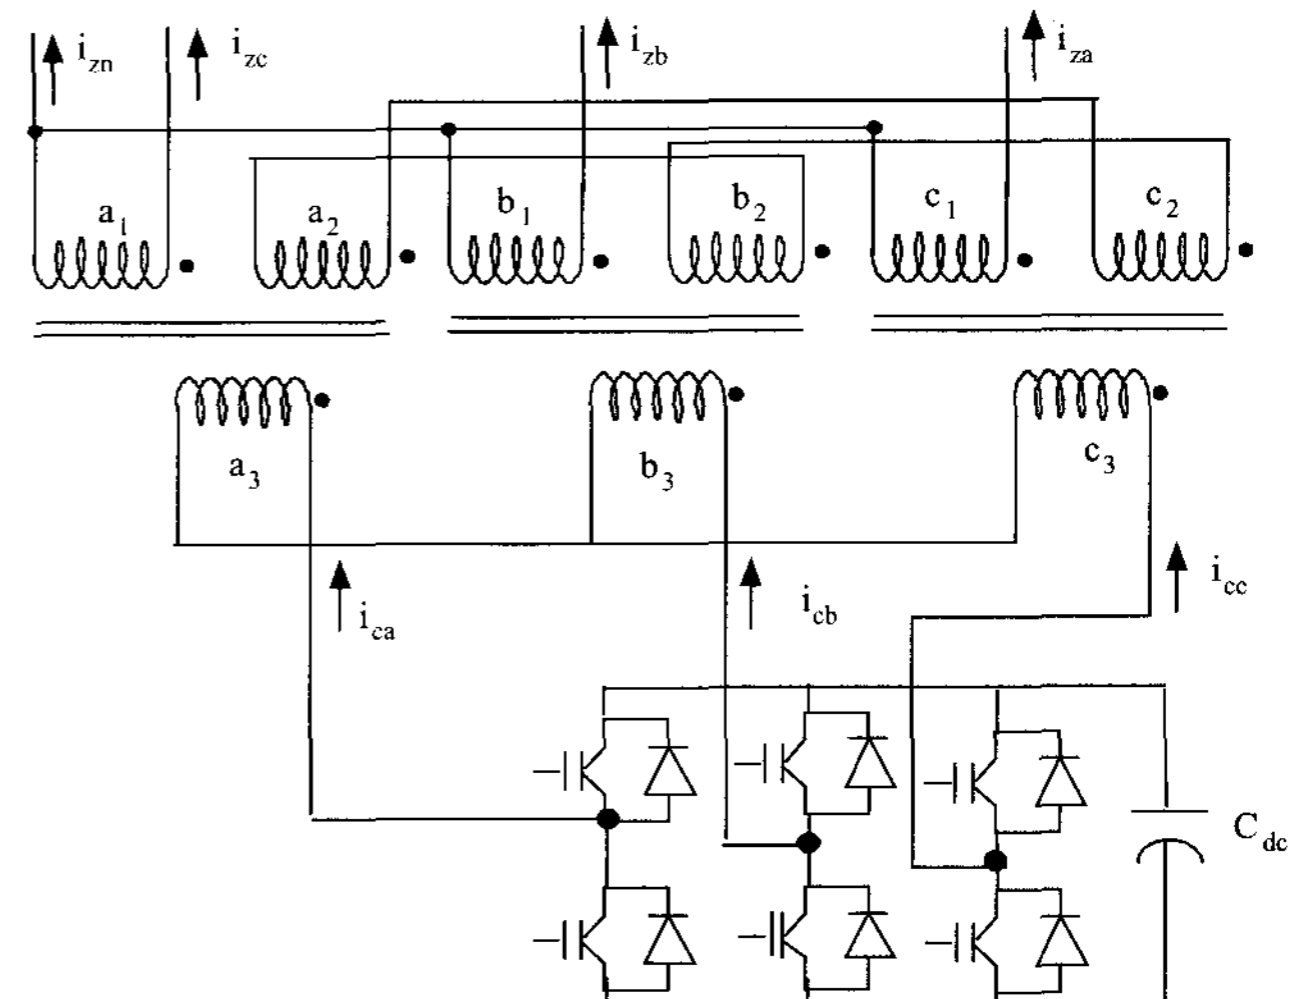 i_zn i_zc i_zb i_za
a_1 a_2 b_1 b_2 c_1 c_2
a_3 b_3 c_3
i_ca i_cb i_cc
C_dc